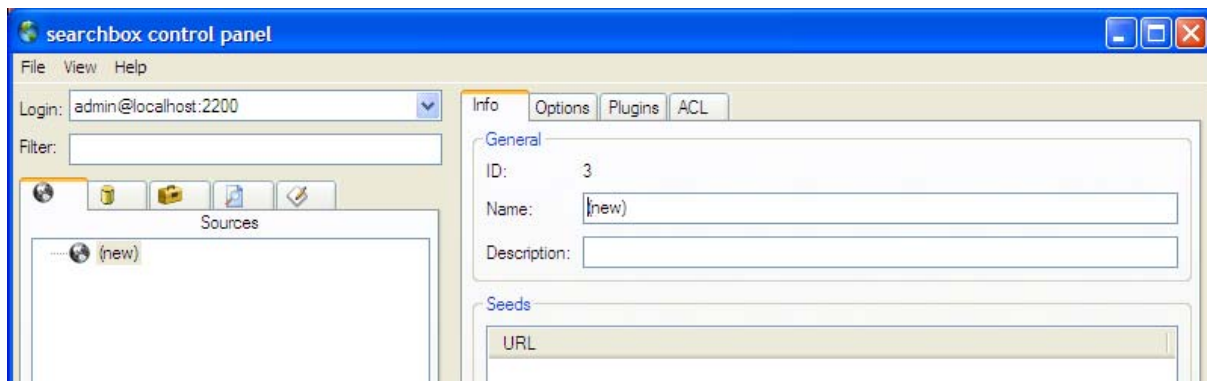 searchbox control panel
File View Help
Login: admin@localhost:2200
Filter:
Sources
(new)
Info Options Plugins ACL
General
ID: 3
Name: (new)
Description:
Seeds
URL